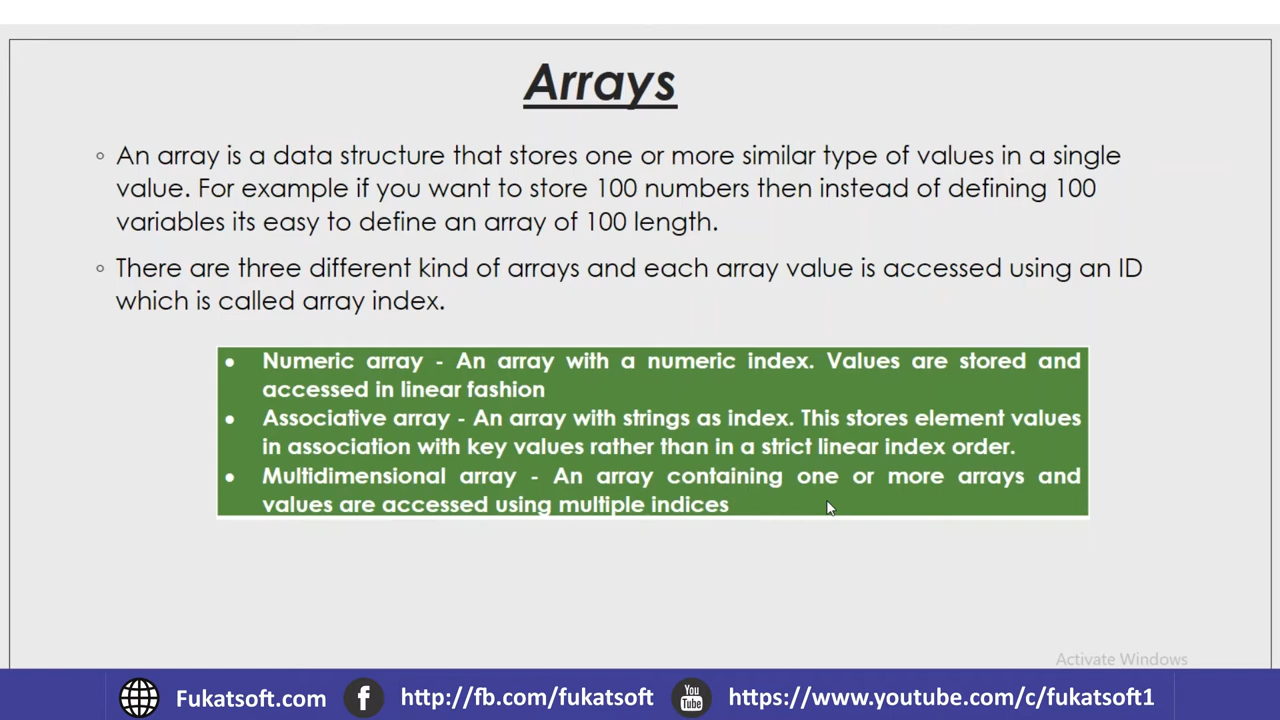 Arrays
◦ An array is a data structure that stores one or more similar type of values in a single
value. For example if you want to store 100 numbers then instead of defining 100
variables its easy to define an array of 100 length.
◦ There are three different kind of arrays and each array value is accessed using an ID
which is called array index.
• Numeric array - An array with a numeric index. Values are stored and
accessed in linear fashion
• Associative array - An array with strings as index. This stores element values
in association with key values rather than in a strict linear index order.
• Multidimensional array - An array containing one or more arrays and
values are accessed using multiple indices
Activate Windows
Fukatsoft.com f http://fb.com/fukatsoft You Tube https://www.youtube.com/c/fukatsoft1